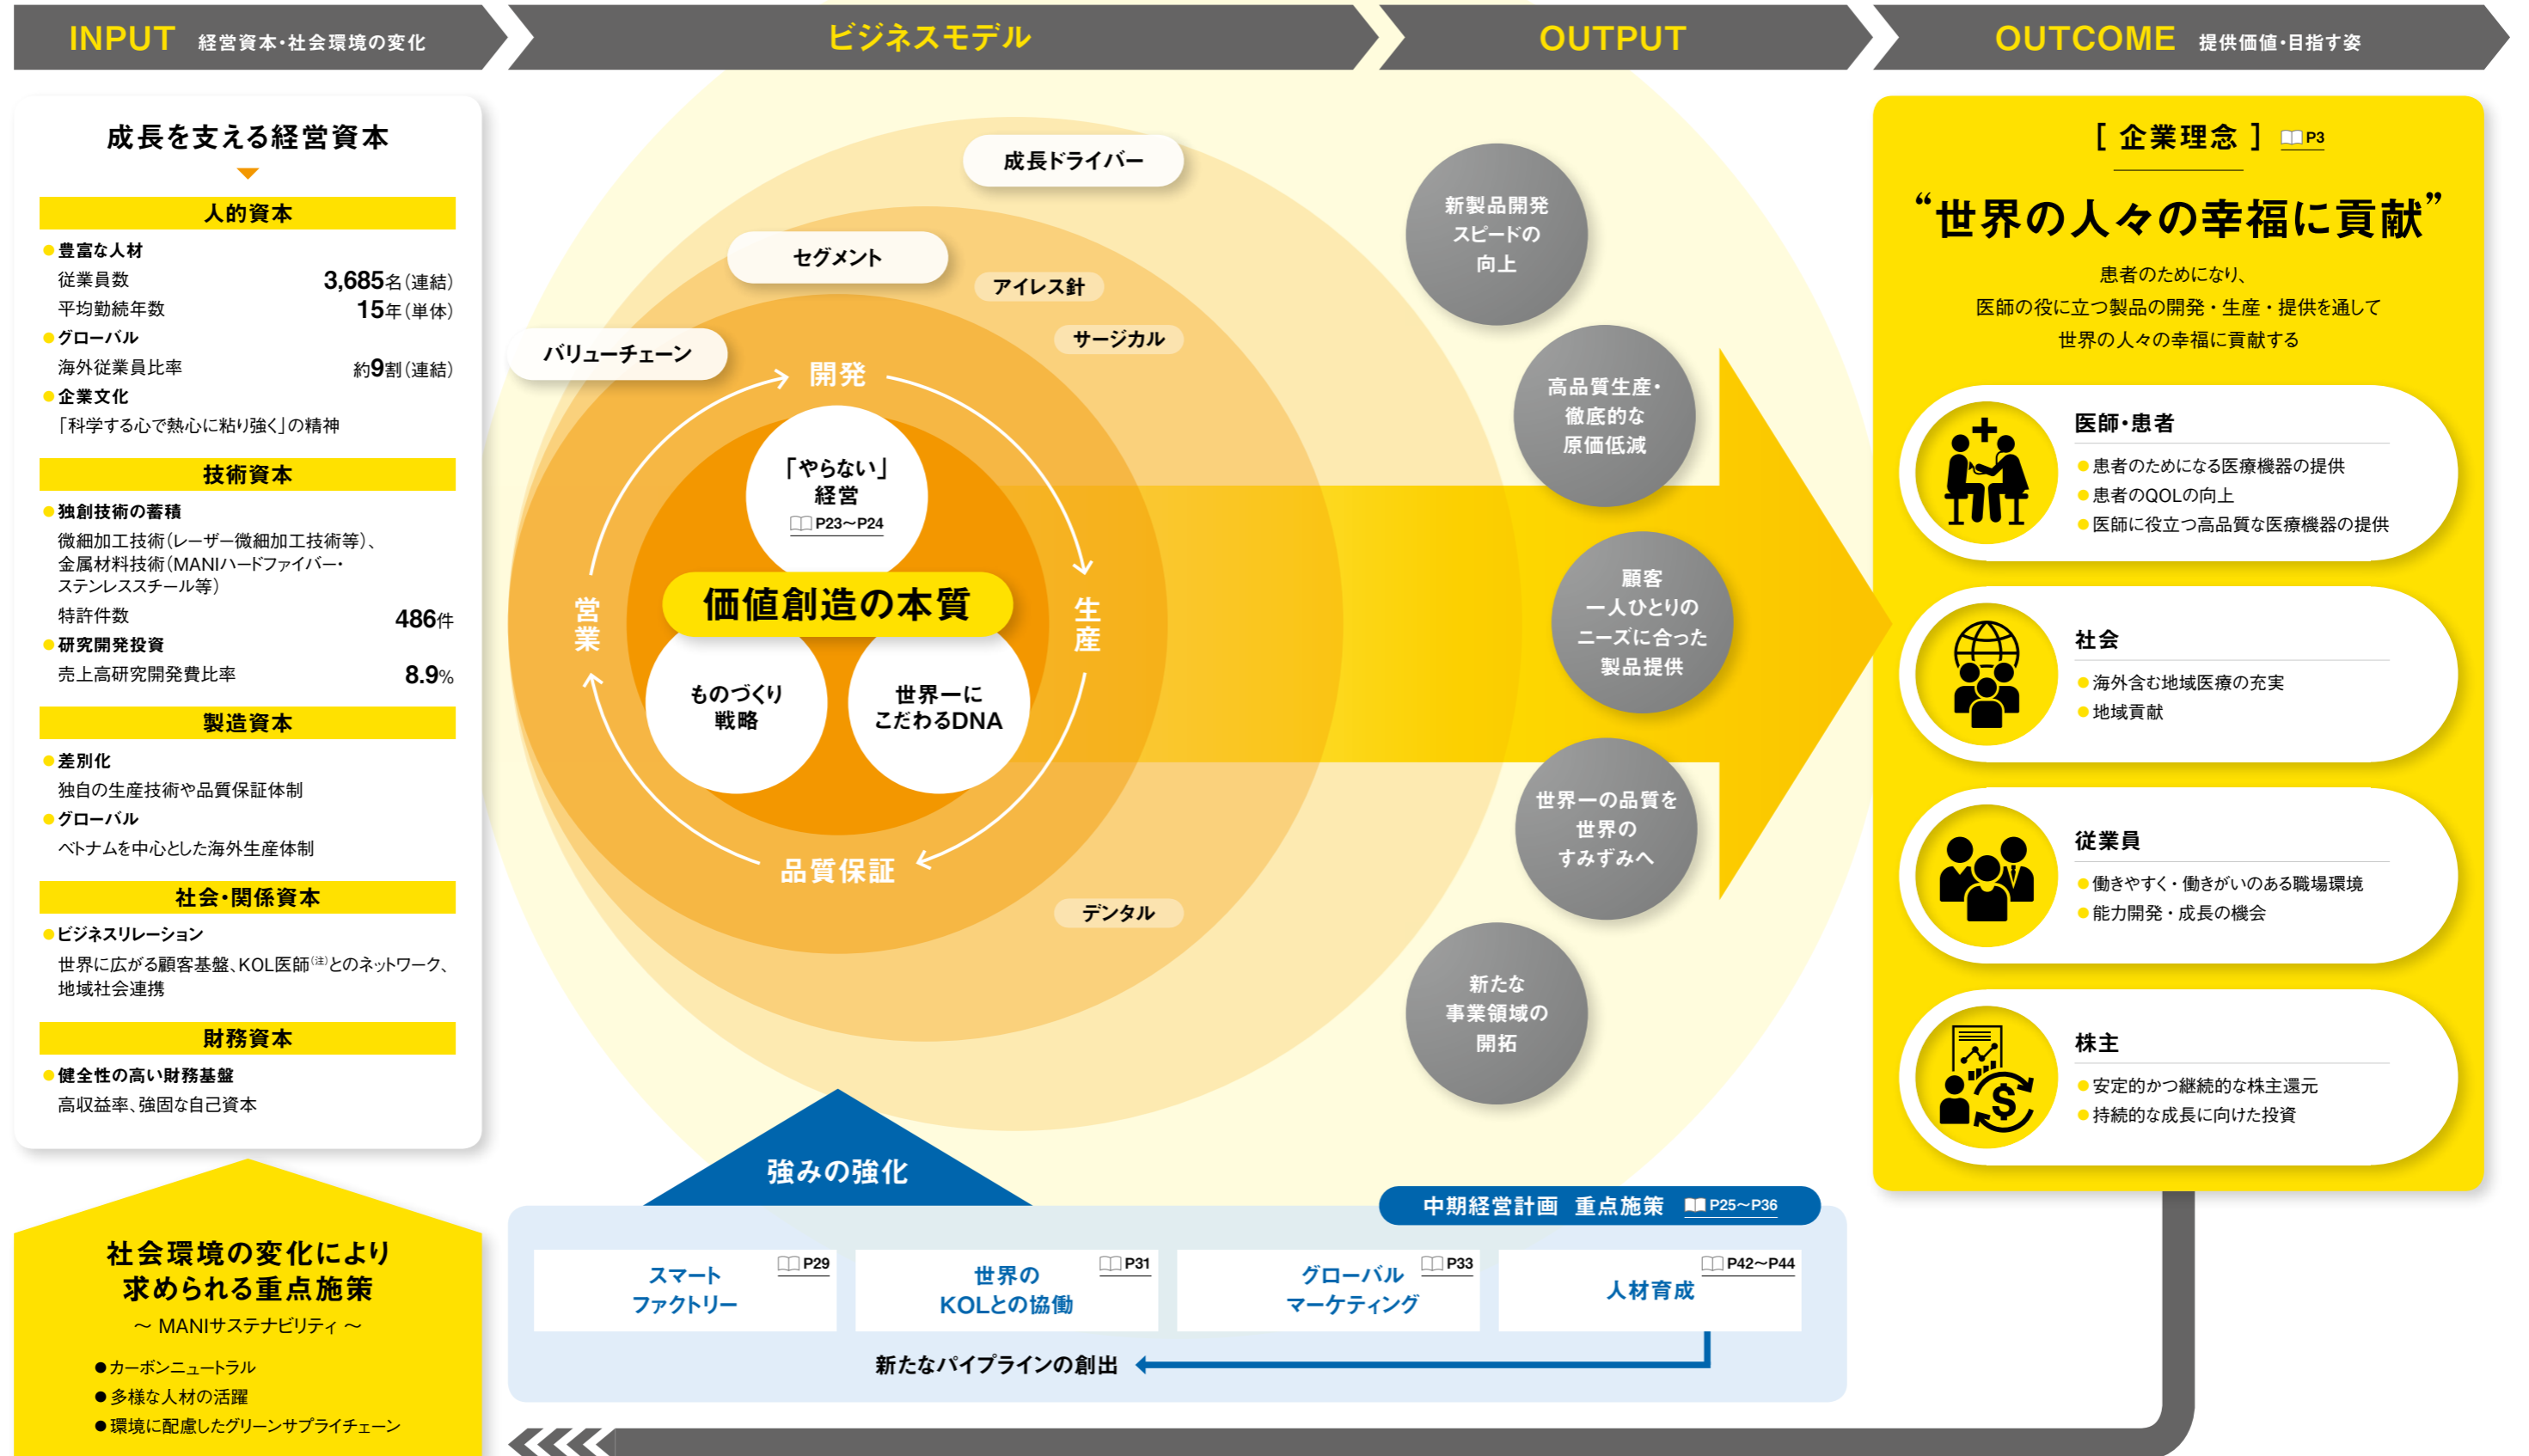 INPUT 経営資本・社会環境の変化
ビジネスモデル
OUTPUT
OUTCOME 提供価値・目指す姿
成長を支える経営資本
人的資本
豊富な人材
従業員数 3,685名（連結）
平均勤続年数 15年（単体）
グローバル
海外従業員比率 約9割（連結）
企業文化
「科学する心で熱心に粘り強く」の精神
技術資本
独創技術の蓄積
微細加工技術（レーザー微細加工技術等）、
金属材料技術（MANIハードファイバー・
ステンレススチール等）
特許件数 486件
研究開発投資
売上高研究開発費比率 8.9%
製造資本
差別化
独自の生産技術や品質保証体制
グローバル
ベトナムを中心とした海外生産体制
社会・関係資本
ビジネスリレーション
世界に広がる顧客基盤、KOL医師(注)とのネットワーク、
地域社会連携
財務資本
健全性の高い財務基盤
高収益率、強固な自己資本
社会環境の変化により
求められる重点施策
～ MANIサステナビリティ ～
●カーボンニュートラル
●多様な人材の活躍
●環境に配慮したグリーンサプライチェーン
成長ドライバー
セグメント
アイレス針
サージカル
バリューチェーン
開発
「やらない」
経営
P23～P24
価値創造の本質
営業
生産
ものづくり
戦略
世界一に
こだわるDNA
品質保証
デンタル
新製品開発
スピードの
向上
高品質生産・
徹底的な
原価低減
顧客
一人ひとりの
ニーズに合った
製品提供
世界一の品質を
世界の
すみずみへ
新たな
事業領域の
開拓
強みの強化
中期経営計画 重点施策 P25～P36
スマート
ファクトリー
P29
世界の
KOLとの協働
P31
グローバル
マーケティング
P33
人材育成
P42～P44
新たなパイプラインの創出
［ 企業理念 ］ P3
“世界の人々の幸福に貢献”
患者のためになり、
医師の役に立つ製品の開発・生産・提供を通して
世界の人々の幸福に貢献する
医師・患者
患者のためになる医療機器の提供
患者のQOLの向上
医師に役立つ高品質な医療機器の提供
社会
海外含む地域医療の充実
地域貢献
従業員
働きやすく・働きがいのある職場環境
能力開発・成長の機会
株主
安定的かつ継続的な株主還元
持続的な成長に向けた投資
$